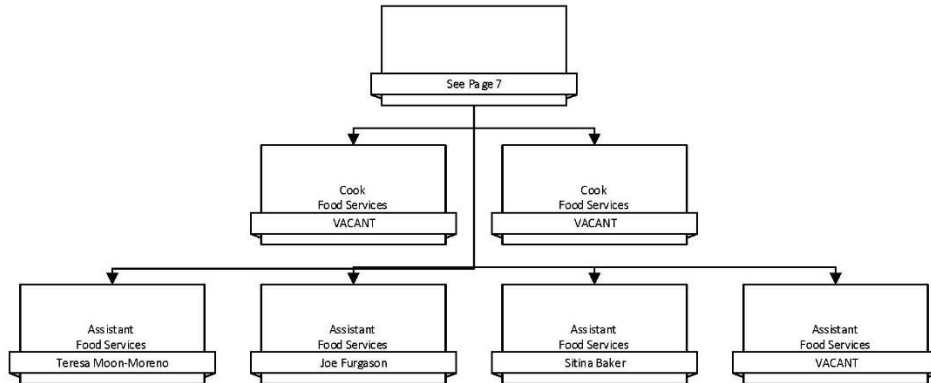 See Page 7
Cook
Food Services
VACANT
Cook
Food Services
VACANT
Assistant
Food Services
Teresa Moon-Moreno
Assistant
Food Services
Joe Furgason
Assistant
Food Services
Sitina Baker
Assistant
Food Services
VACANT